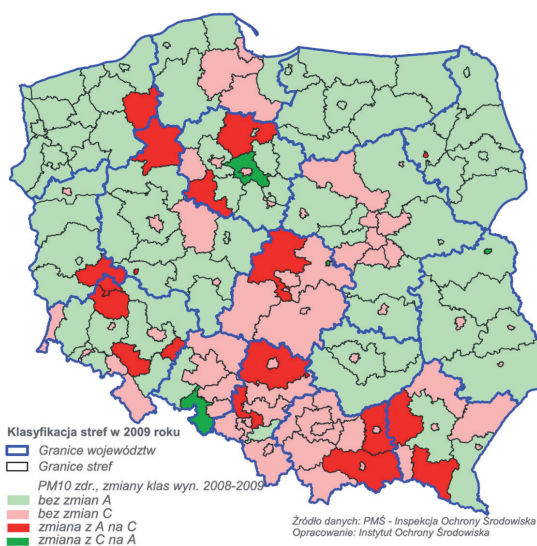 Klasyfikacja stref w 2009 roku
Granice województw
Granice stref
PM10 zdr., zmiany klas wyn. 2008-2009
bez zmian A
bez zmian C
zmiana z A na C
zmiana z C na A
Źródło danych: PMŚ - Inspekcja Ochrony Środowiska
Opracowanie: Instytut Ochrony Środowiska